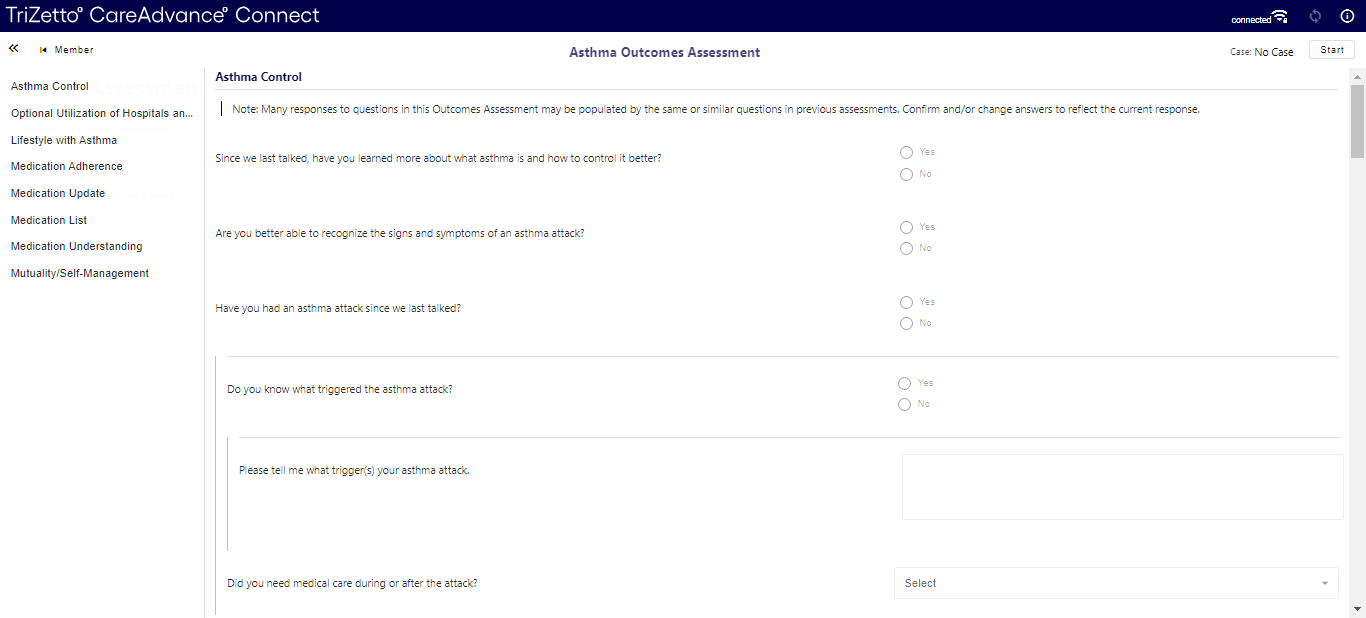 TriZetto® CareAdvance® Connect
connected
Member
Asthma Outcomes Assessment
Case: No Case
Start
Asthma Control
Optional Utilization of Hospitals an...
Lifestyle with Asthma
Medication Adherence
Medication Update
Medication List
Medication Understanding
Mutuality/Self-Management
Asthma Control
Note: Many responses to questions in this Outcomes Assessment may be populated by the same or similar questions in previous assessments. Confirm and/or change answers to reflect the current response.
Since we last talked, have you learned more about what asthma is and how to control it better?
Yes
No
Are you better able to recognize the signs and symptoms of an asthma attack?
Yes
No
Have you had an asthma attack since we last talked?
Yes
No
Do you know what triggered the asthma attack?
Yes
No
Please tell me what trigger(s) your asthma attack.
Did you need medical care during or after the attack?
Select